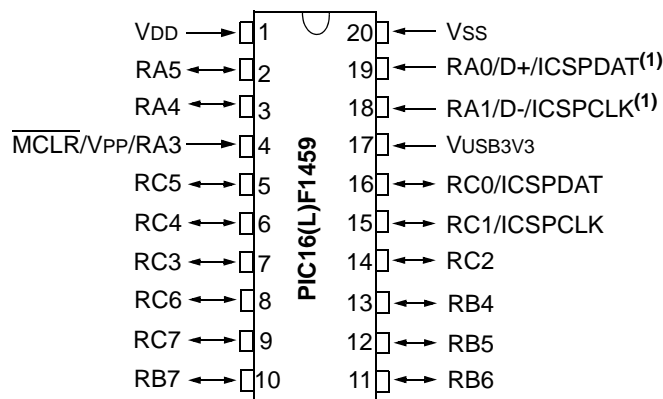 VDD 1 20 VSS
RA5 2 19 RA0/D+/ICSPDAT(1)
RA4 3 18 RA1/D-/ICSPCLK(1)
MCLR/VPP/RA3 4 17 VUSB3V3
RC5 5 16 RC0/ICSPDAT
RC4 6 15 RC1/ICSPCLK
RC3 7 14 RC2
RC6 8 13 RB4
RC7 9 12 RB5
RB7 10 11 RB6
PIC16(L)F1459